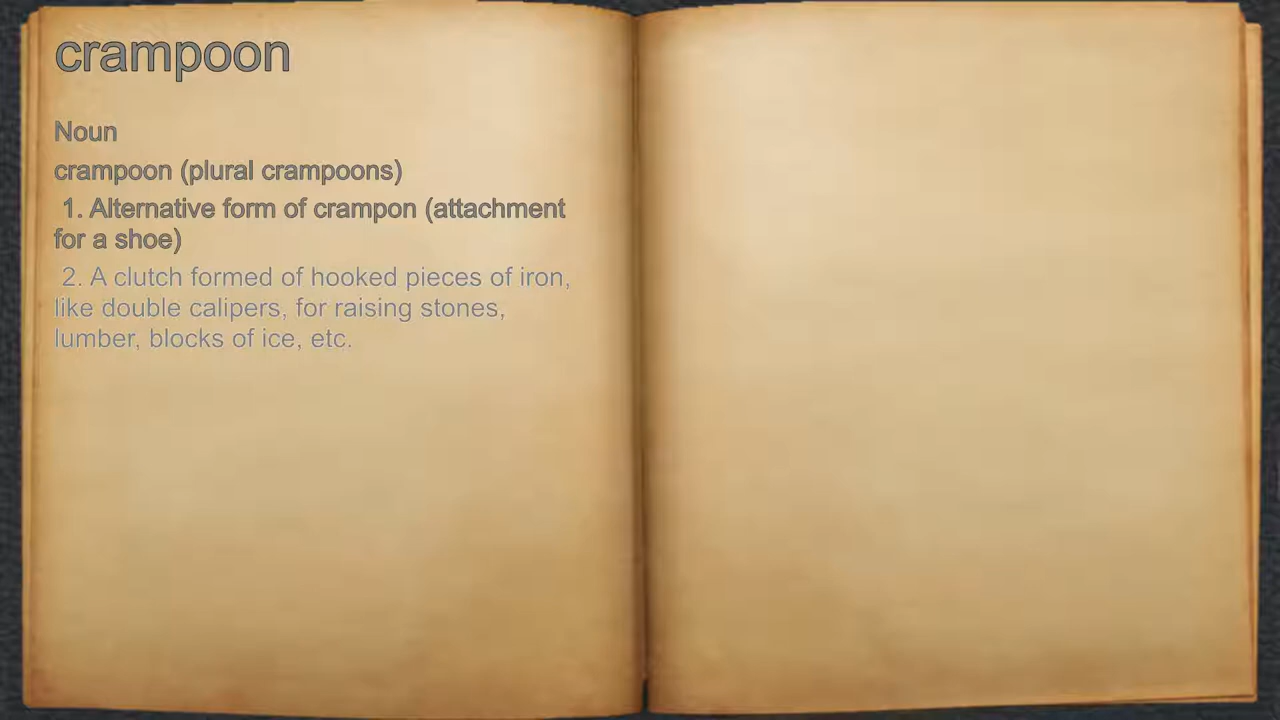 crampoon
Noun
crampoon (plural crampoons)
1. Alternative form of crampon (attachment
for a shoe)
2. A clutch formed of hooked pieces of iron,
like double calipers, for raising stones,
lumber, blocks of ice, etc.